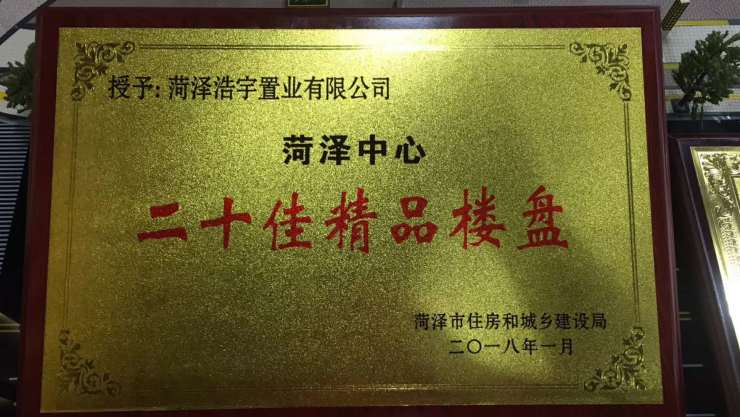 授予:菏泽浩宇置业有限公司
菏泽中心
二十佳精品楼盘
菏泽市住房和城乡建设局
二〇一八年一月